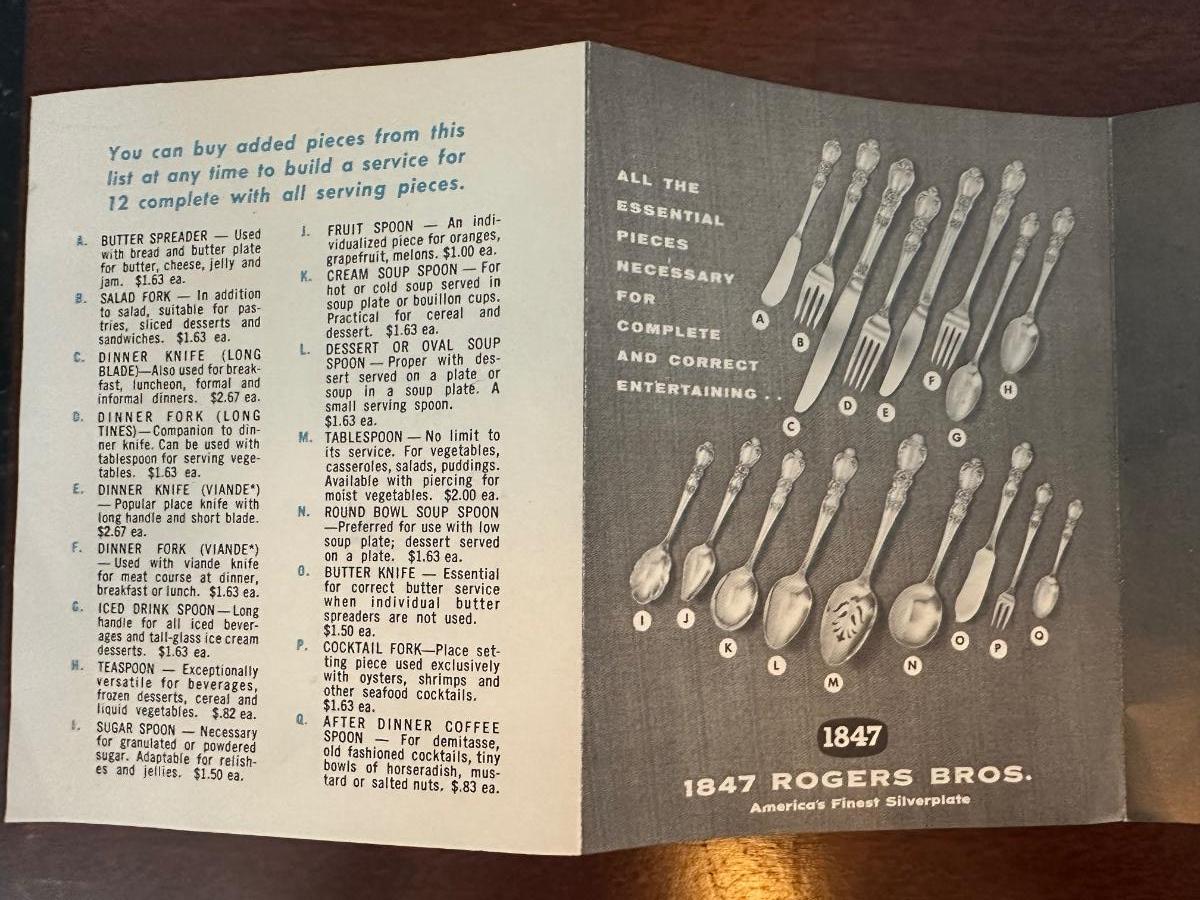 You can buy added pieces from this
list at any time to build a service for
12 complete with all serving pieces.
A. BUTTER SPREADER — Used
with bread and butter plate
for butter, cheese, jelly and
jam. $1.63 ea.
B. SALAD FORK — In addition
to salad, suitable for pas-
tries, sliced desserts and
sandwiches. $1.63 ea.
C. DINNER KNIFE (LONG
BLADE)—Also used for break-
fast, luncheon, formal and
informal dinners. $2.67 ea.
D. DINNER FORK (LONG
TINES)—Companion to din-
ner knife. Can be used with
tablespoon for serving vege-
tables. $1.63 ea.
E. DINNER KNIFE (VIANDE*)
— Popular place knife with
long handle and short blade.
$2.67 ea.
F. DINNER FORK (VIANDE*)
— Used with viande knife
for meat course at dinner,
breakfast or lunch. $1.63 ea.
G. ICED DRINK SPOON—Long
handle for all iced bever-
ages and tall-glass ice cream
desserts. $1.63 ea.
H. TEASPOON — Exceptionally
versatile for beverages,
frozen desserts, cereal and
liquid vegetables. $.82 ea.
I. SUGAR SPOON — Necessary
for granulated or powdered
sugar. Adaptable for relish-
es and jellies. $1.50 ea.
J. FRUIT SPOON — An indi-
vidualized piece for oranges,
grapefruit, melons. $1.00 ea.
K. CREAM SOUP SPOON — For
hot or cold soup served in
soup plate or bouillon cups.
Practical for cereal and
dessert. $1.63 ea.
L. DESSERT OR OVAL SOUP
SPOON — Proper with des-
sert served on a plate or
soup in a soup plate. A
small serving spoon.
$1.63 ea.
M. TABLESPOON — No limit to
its service. For vegetables,
casseroles, salads, puddings.
Available with piercing for
moist vegetables. $2.00 ea.
N. ROUND BOWL SOUP SPOON
—Preferred for use with low
soup plate; dessert served
on a plate. $1.63 ea.
O. BUTTER KNIFE — Essential
for correct butter service
when individual butter
spreaders are not used.
$1.50 ea.
P. COCKTAIL FORK—Place set-
ting piece used exclusively
with oysters, shrimps and
other seafood cocktails.
$1.63 ea.
Q. AFTER DINNER COFFEE
SPOON — For demitasse,
old fashioned cocktails, tiny
bowls of horseradish, mus-
tard or salted nuts. $.83 ea.
ALL THE
ESSENTIAL
PIECES
NECESSARY
FOR
COMPLETE
AND CORRECT
ENTERTAINING . .
A B C D E F G H
I J K L M N O P Q
1847
1847 ROGERS BROS.
America's Finest Silverplate